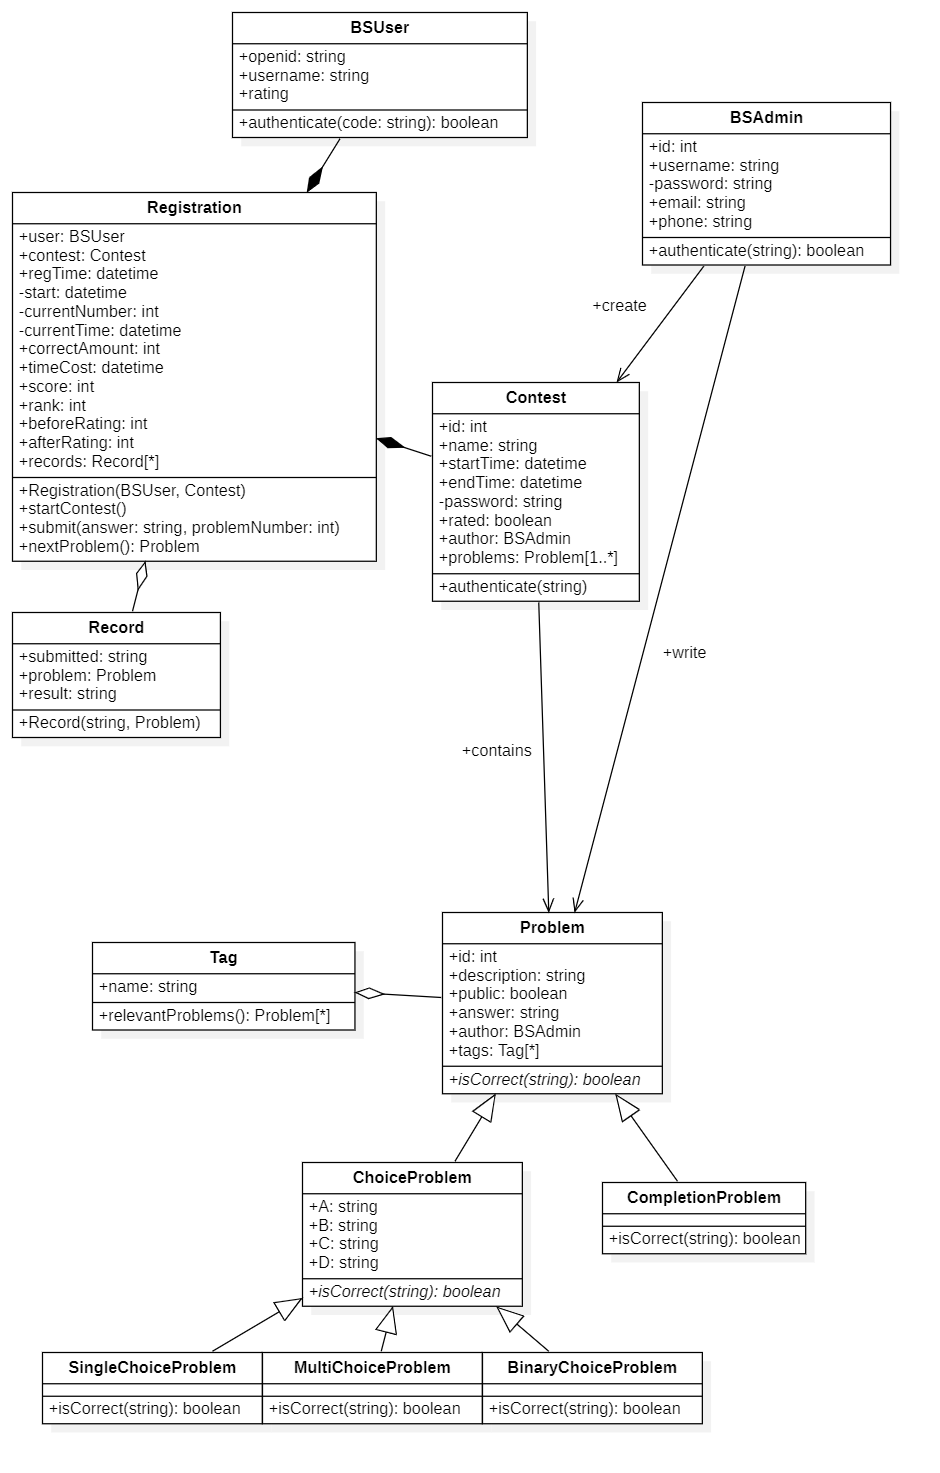 BSUser
+openid: string
+username: string
+rating
+authenticate(code: string): boolean
BSAdmin
+id: int
+username: string
-password: string
+email: string
+phone: string
+authenticate(string): boolean
Registration
+user: BSUser
+contest: Contest
+regTime: datetime
-start: datetime
-currentNumber: int
-currentTime: datetime
+correctAmount: int
+timeCost: datetime
+score: int
+rank: int
+beforeRating: int
+afterRating: int
+records: Record[*]
+Registration(BSUser, Contest)
+startContest()
+submit(answer: string, problemNumber: int)
+nextProblem(): Problem
+create
Contest
+id: int
+name: string
+startTime: datetime
+endTime: datetime
-password: string
+rated: boolean
+author: BSAdmin
+problems: Problem[1..*]
+authenticate(string)
Record
+submitted: string
+problem: Problem
+result: string
+Record(string, Problem)
+write
+contains
Problem
+id: int
+description: string
+public: boolean
+answer: string
+author: BSAdmin
+tags: Tag[*]
+isCorrect(string): boolean
Tag
+name: string
+relevantProblems(): Problem[*]
ChoiceProblem
+A: string
+B: string
+C: string
+D: string
+isCorrect(string): boolean
CompletionProblem
+isCorrect(string): boolean
SingleChoiceProblem
+isCorrect(string): boolean
MultiChoiceProblem
+isCorrect(string): boolean
BinaryChoiceProblem
+isCorrect(string): boolean